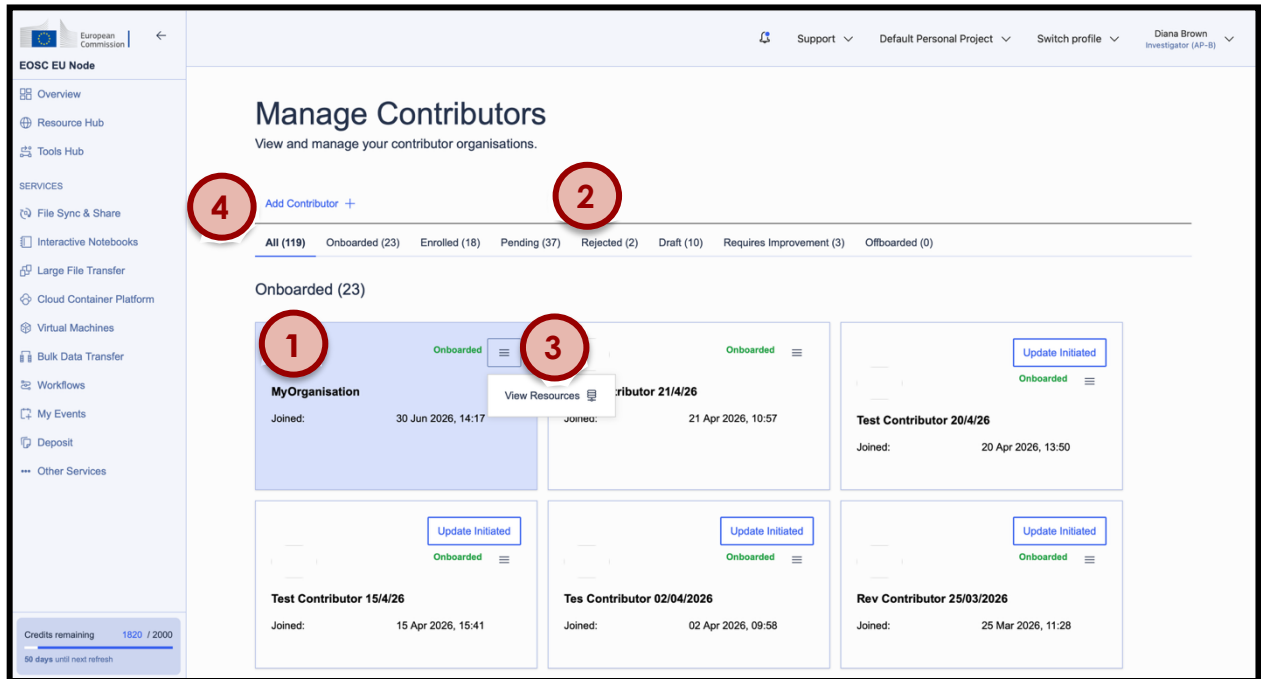 European
Commission
EOSC EU Node
Overview
Resource Hub
Tools Hub
SERVICES
File Sync & Share
Interactive Notebooks
Large File Transfer
Cloud Container Platform
Virtual Machines
Bulk Data Transfer
Workflows
My Events
Deposit
Other Services
Credits remaining 1820 / 2000
50 days until next refresh
Support Default Personal Project Switch profile Diana Brown
Investigator (AP-B)
Manage Contributors
View and manage your contributor organisations.
4 Add Contributor + 2
All (119) Onboarded (23) Enrolled (18) Pending (37) Rejected (2) Draft (10) Requires Improvement (3) Offboarded (0)
Onboarded (23)
1 Onboarded 3
MyOrganisation
Joined: 30 Jun 2026, 14:17
View Resources
Onboarded
ributor 21/4/26
Joined: 21 Apr 2026, 10:57
Update Initiated
Onboarded
Test Contributor 20/4/26
Joined: 20 Apr 2026, 13:50
Update Initiated
Onboarded
Test Contributor 15/4/26
Joined: 15 Apr 2026, 15:41
Update Initiated
Onboarded
Tes Contributor 02/04/2026
Joined: 02 Apr 2026, 09:58
Update Initiated
Onboarded
Rev Contributor 25/03/2026
Joined: 25 Mar 2026, 11:28